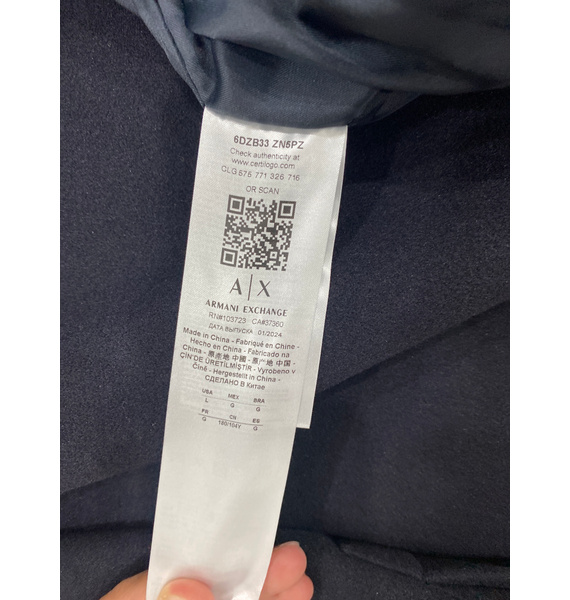 6DZB33 ZN5PZ
Check authenticity at
www.certilogo.com
CLG 575 771 326 716
OR SCAN
A|X
ARMANI EXCHANGE
RN#103723 CA#37360
ДАТА ВЫПУСКА 01/2024
Made in China - Fabriqué en Chine -
Hecho en China - Fabricado na
China - 原産地 中國 - 原产地 中国 -
ÇİN'DE ÜRETİLMİŞTİR - Vyrobeno v
Číně - Hergestellt in China -
СДЕЛАНО В Китае
USA MEX BRA
L G G
FR CN ES
G 180/104Y G